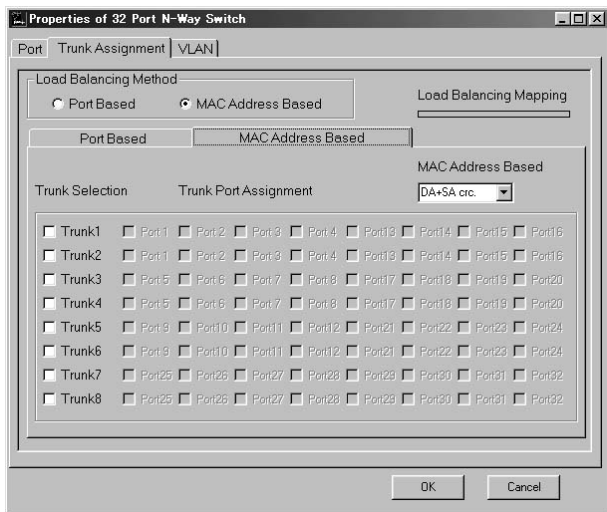 Properties of 32 Port N-Way Switch
Port Trunk Assignment VLAN
Load Balancing Method
Port Based MAC Address Based
Load Balancing Mapping
Port Based MAC Address Based
MAC Address Based
Trunk Selection Trunk Port Assignment DA+SA crc.
Trunk1 Port 1 Port 2 Port 3 Port 4 Port13 Port14 Port15 Port16
Trunk2 Port 1 Port 2 Port 3 Port 4 Port13 Port14 Port15 Port16
Trunk3 Port 5 Port 6 Port 7 Port 8 Port17 Port18 Port19 Port20
Trunk4 Port 5 Port 6 Port 7 Port 8 Port17 Port18 Port19 Port20
Trunk5 Port 9 Port10 Port11 Port12 Port21 Port22 Port23 Port24
Trunk6 Port 9 Port10 Port11 Port12 Port21 Port22 Port23 Port24
Trunk7 Port25 Port26 Port27 Port28 Port29 Port30 Port31 Port32
Trunk8 Port25 Port26 Port27 Port28 Port29 Port30 Port31 Port32
OK Cancel